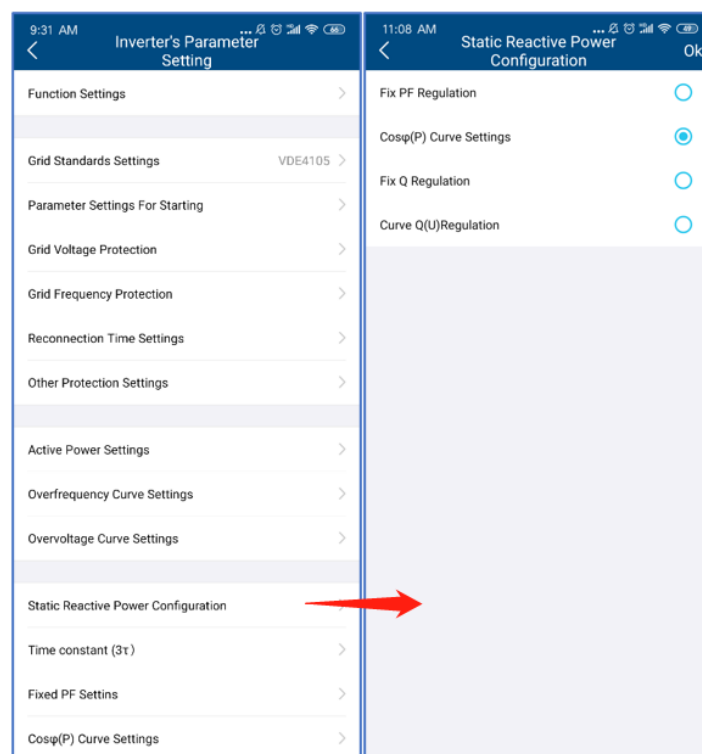 9:31 AM
...
66
Inverter's Parameter
Setting
Function Settings
Grid Standards Settings
VDE4105
Parameter Settings For Starting
Grid Voltage Protection
Grid Frequency Protection
Reconnection Time Settings
Other Protection Settings
Active Power Settings
Overfrequency Curve Settings
Overvoltage Curve Settings
Static Reactive Power Configuration
Time constant (3τ)
Fixed PF Settins
Cosφ(P) Curve Settings
11:08 AM
...
Static Reactive Power
Configuration
Ok
Fix PF Regulation
Cosφ(P) Curve Settings
Fix Q Regulation
Curve Q(U)Regulation